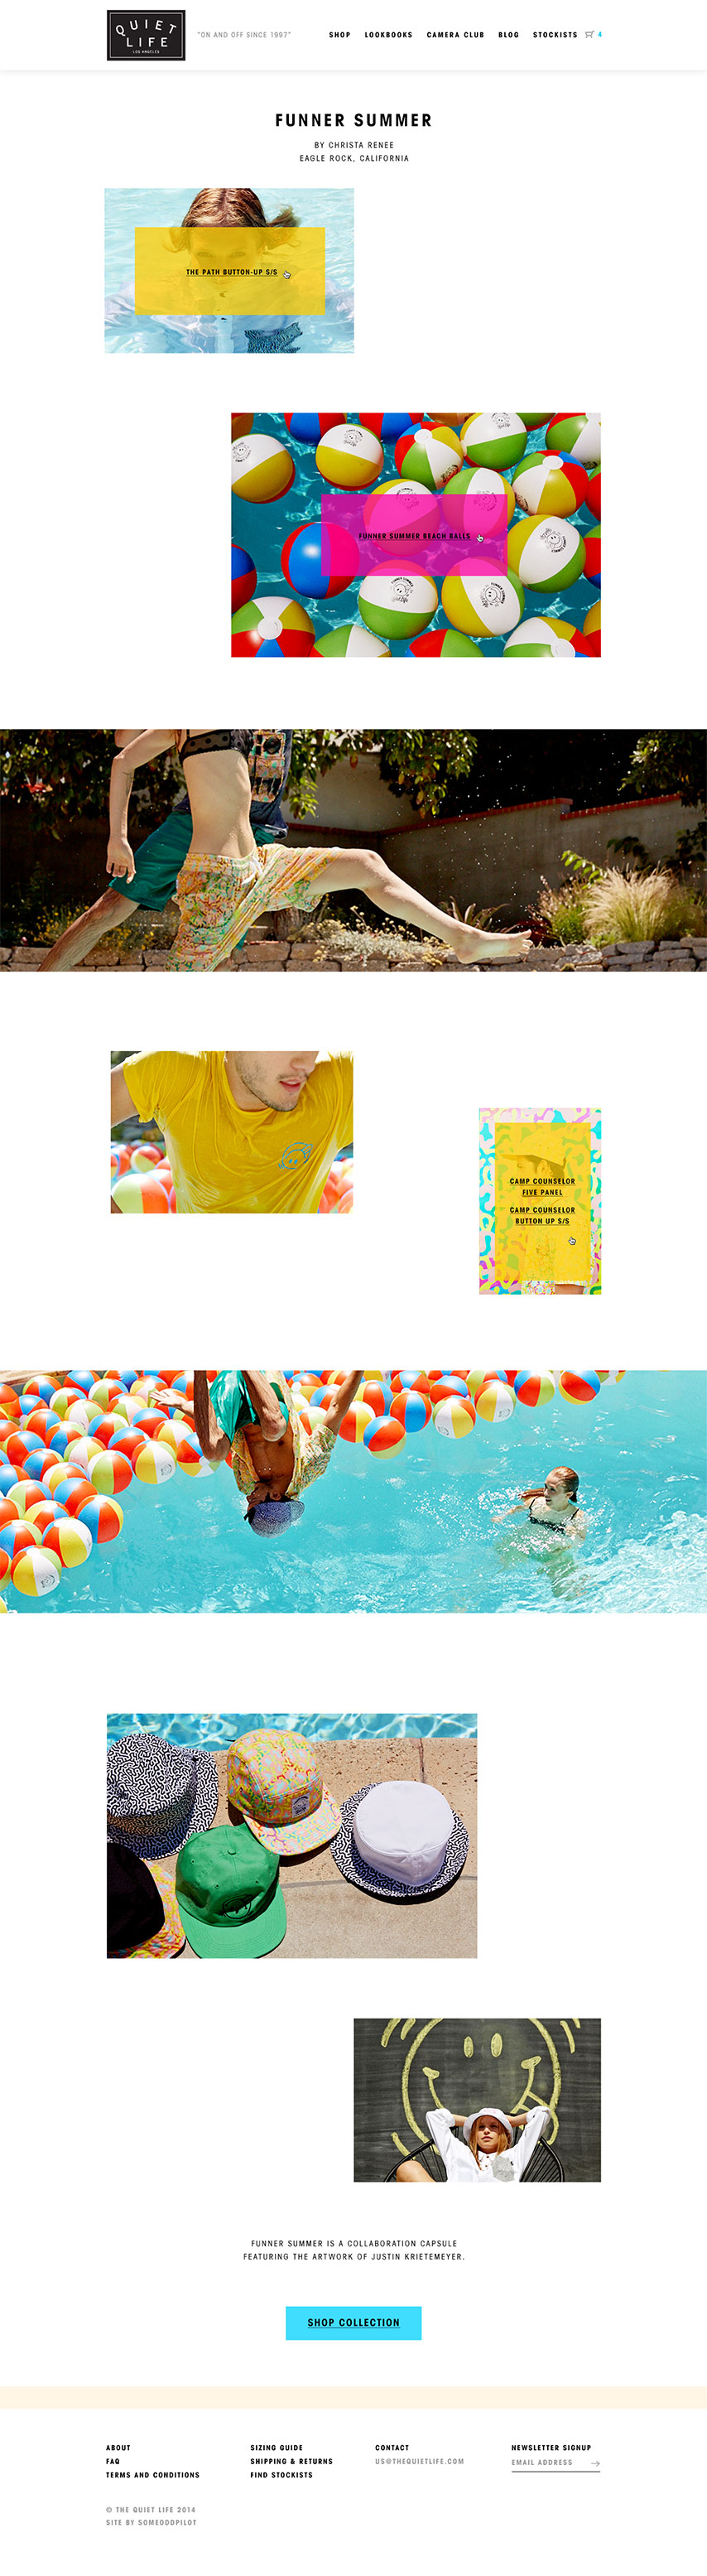 QUIET
LIFE
LOS ANGELES
"ON AND OFF SINCE 1997"
SHOP LOOKBOOKS CAMERA CLUB BLOG STOCKISTS 4
FUNNER SUMMER
BY CHRISTA RENEE
EAGLE ROCK, CALIFORNIA
THE PATH BUTTON-UP S/S
FUNNER SUMMER BEACH BALLS
CAMP COUNSELOR
FIVE PANEL
CAMP COUNSELOR
BUTTON UP S/S
FUNNER SUMMER IS A COLLABORATION CAPSULE
FEATURING THE ARTWORK OF JUSTIN KRIETEMEYER.
SHOP COLLECTION
ABOUT
FAQ
TERMS AND CONDITIONS
SIZING GUIDE
SHIPPING & RETURNS
FIND STOCKISTS
CONTACT
US@THEQUIETLIFE.COM
NEWSLETTER SIGNUP
EMAIL ADDRESS
© THE QUIET LIFE 2014
SITE BY SOMEODDPILOT